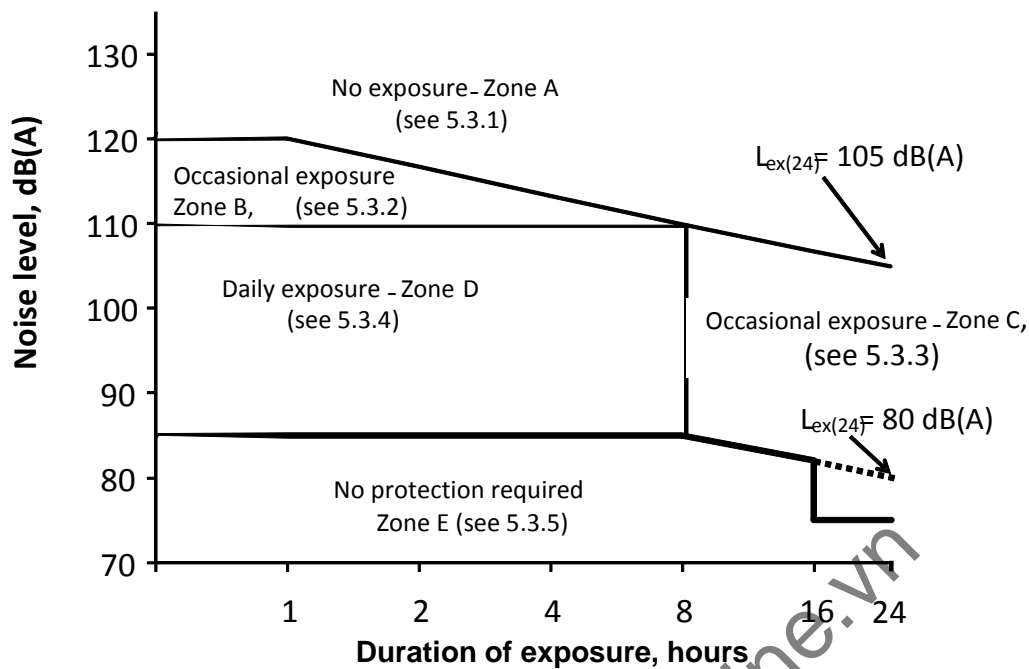 130
No exposure - Zone A
(see 5.3.1)
120
Lex(24)= 105 dB(A)
Occasional exposure
Zone B, (see 5.3.2)
110
Daily exposure - Zone D
(see 5.3.4)
100
Occasional exposure - Zone C,
(see 5.3.3)
90
Lex(24)= 80 dB(A)
80
No protection required
Zone E (see 5.3.5)
70
Noise level, dB(A)
1 2 4 8 16 24
Duration of exposure, hours
ine.vn